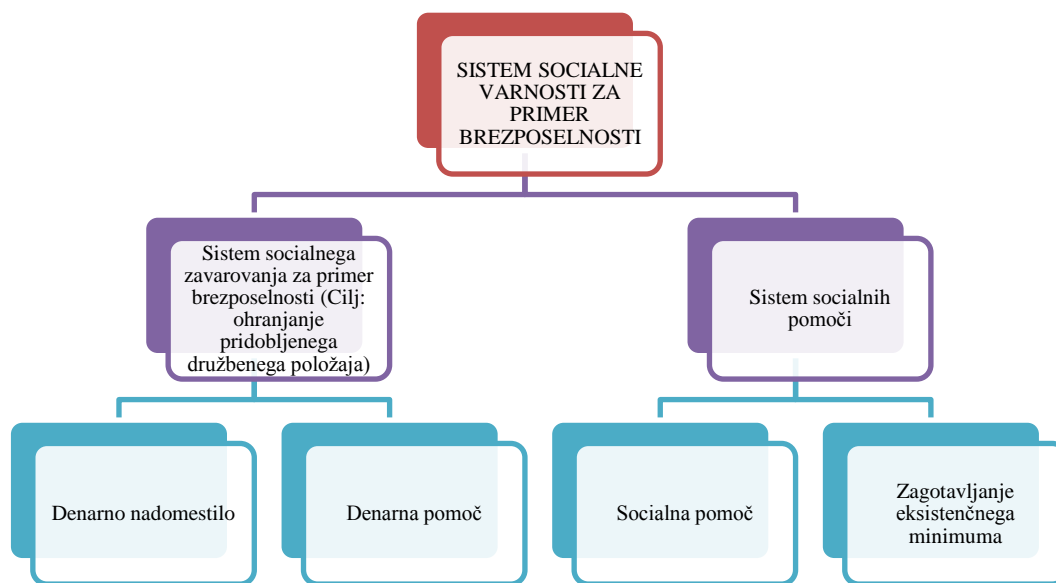 SISTEM SOCIALNE
VARNOSTI ZA
PRIMER
BREZPOSELNOSTI
Sistem socialnega
zavarovanja za primer
brezposelnosti (Cilj:
ohranjanje
pridobljenega
družbenega položaja)
Sistem socialnih
pomoči
Denarno nadomestilo
Denarna pomoč
Socialna pomoč
Zagotavljanje
eksistenčnega
minimuma